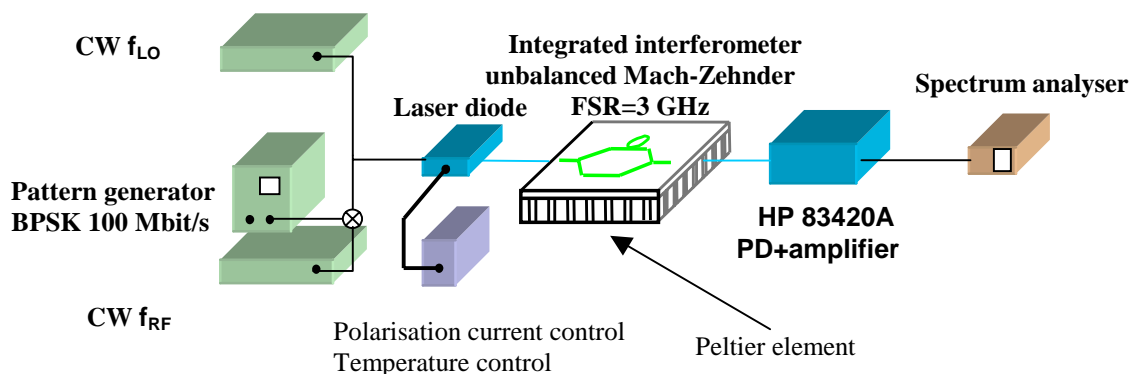 CW fLO
Integrated interferometer
unbalanced Mach-Zehnder
FSR=3 GHz
Laser diode
Spectrum analyser
Pattern generator
BPSK 100 Mbit/s
HP 83420A
PD+amplifier
CW fRF
Polarisation current control
Temperature control
Peltier element